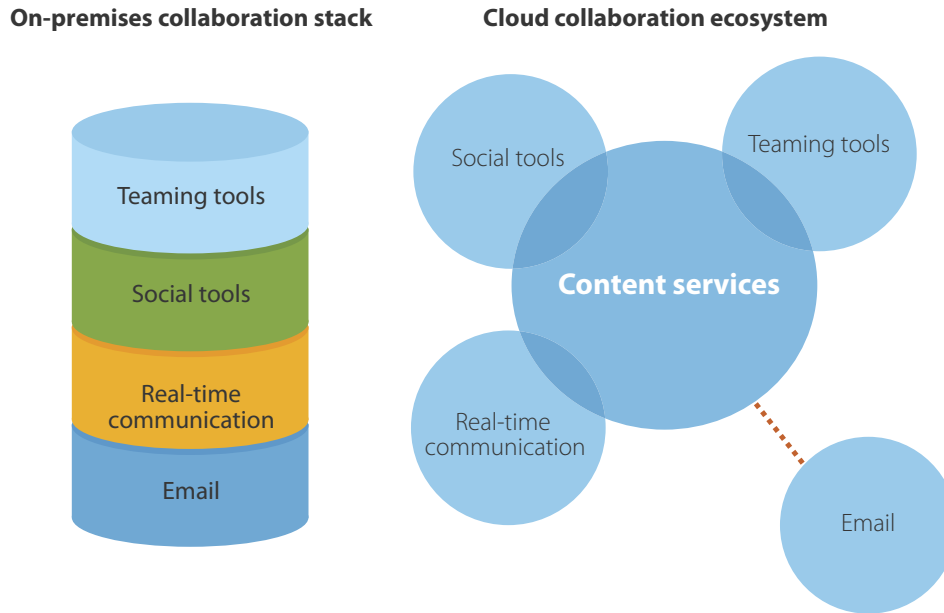 On-premises collaboration stack
Teaming tools
Social tools
Real-time
communication
Email
Cloud collaboration ecosystem
Social tools
Teaming tools
Content services
Real-time
communication
Email